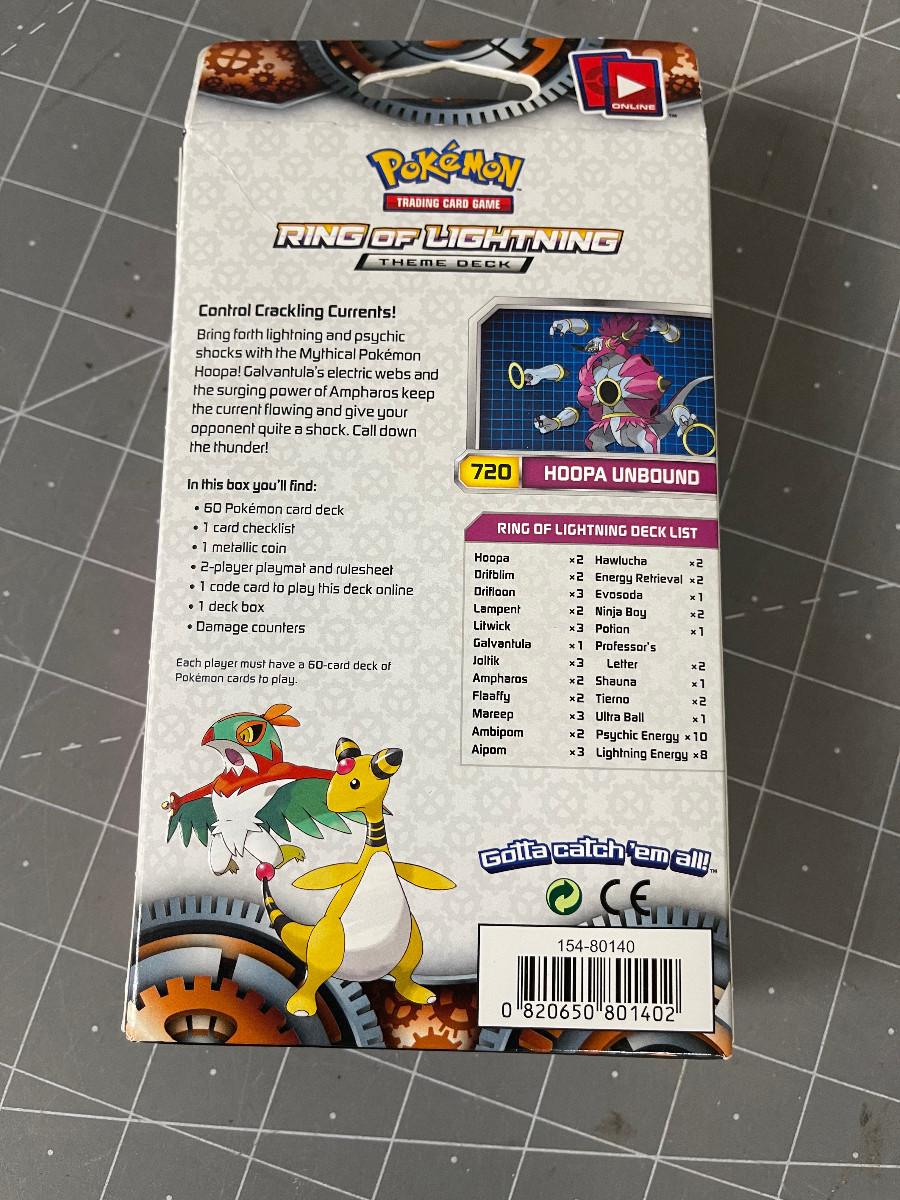 ONLINE
POKéMON
TRADING CARD GAME
RING OF LIGHTNING
THEME DECK
Control Crackling Currents!
Bring forth lightning and psychic
shocks with the Mythical Pokémon
Hoopa! Galvantula's electric webs and
the surging power of Ampharos keep
the current flowing and give your
opponent quite a shock. Call down
the thunder!
In this box you'll find:
• 60 Pokémon card deck
• 1 card checklist
• 1 metallic coin
• 2-player playmat and rulesheet
• 1 code card to play this deck online
• 1 deck box
• Damage counters
Each player must have a 60-card deck of
Pokémon cards to play.
720 HOOPA UNBOUND
RING OF LIGHTNING DECK LIST
Hoopa ×2
Drifblim ×2
Drifloon ×3
Lampent ×2
Litwick ×3
Galvantula ×1
Joltik ×3
Ampharos ×2
Flaaffy ×2
Mareep ×3
Ambipom ×2
Aipom ×3
Hawlucha ×2
Energy Retrieval ×2
Evosoda ×1
Ninja Boy ×2
Potion ×1
Professor's
Letter ×2
Shauna ×1
Tierno ×2
Ultra Ball ×1
Psychic Energy ×10
Lightning Energy ×8
Gotta catch 'em all!™
CE
154-80140
0 820650 801402